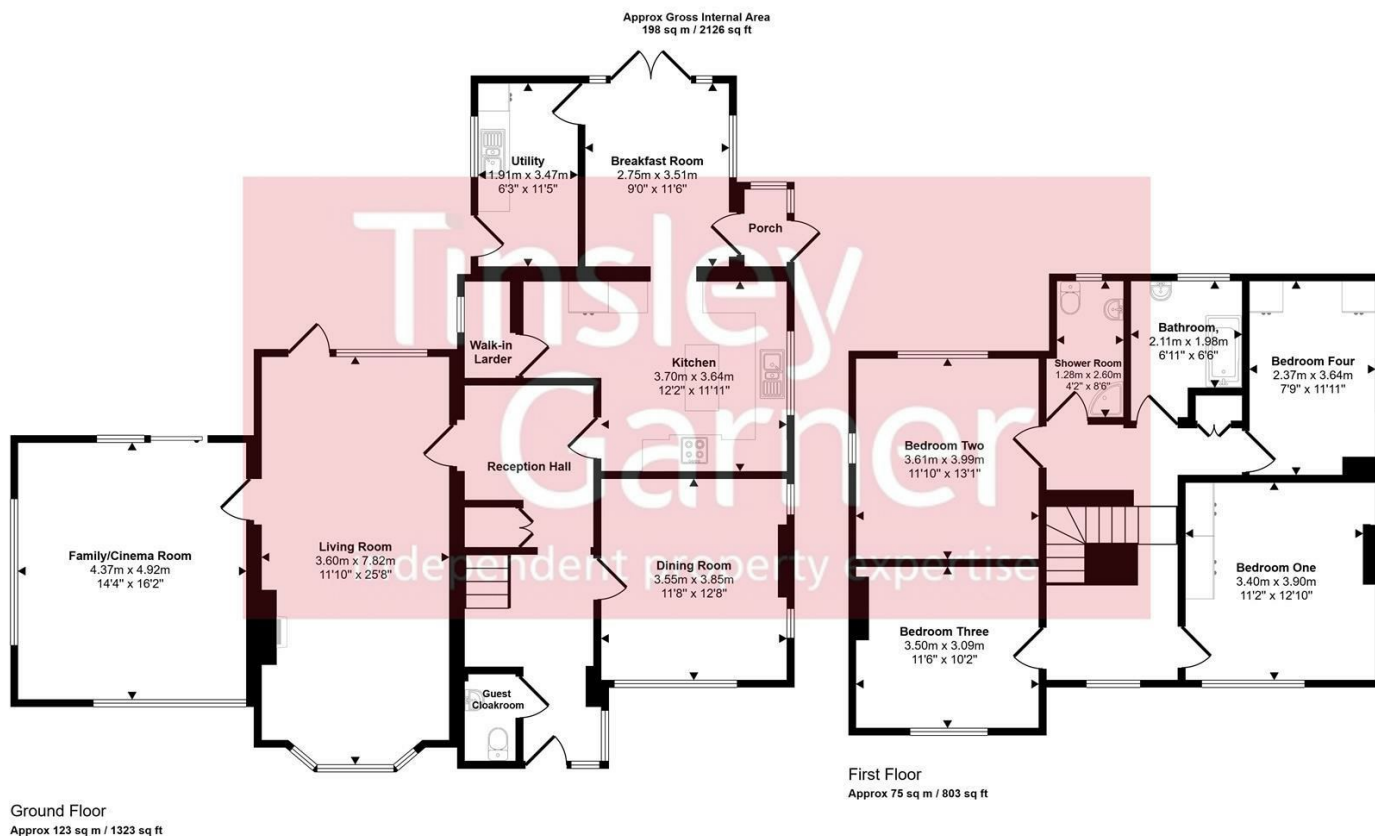 Approx Gross Internal Area
198 sq m / 2126 sq ft
Utility
1.91m x 3.47m
6'3" x 11'5"
Breakfast Room
2.75m x 3.51m
9'0" x 11'6"
Porch
Walk-in
Larder
Kitchen
3.70m x 3.64m
12'2" x 11'11"
Reception Hall
Family/Cinema Room
4.37m x 4.92m
14'4" x 16'2"
Living Room
3.60m x 7.82m
11'10" x 25'8"
Dining Room
3.55m x 3.85m
11'8" x 12'8"
Guest
Cloakroom
Shower Room
1.28m x 2.60m
4'2" x 8'6"
Bathroom,
2.11m x 1.98m
6'11" x 6'6"
Bedroom Four
2.37m x 3.64m
7'9" x 11'11"
Bedroom Two
3.61m x 3.99m
11'10" x 13'1"
Bedroom One
3.40m x 3.90m
11'2" x 12'10"
Bedroom Three
3.50m x 3.09m
11'6" x 10'2"
Tinsley
Garner
dependent property expertise
Ground Floor
Approx 123 sq m / 1323 sq ft
First Floor
Approx 75 sq m / 803 sq ft